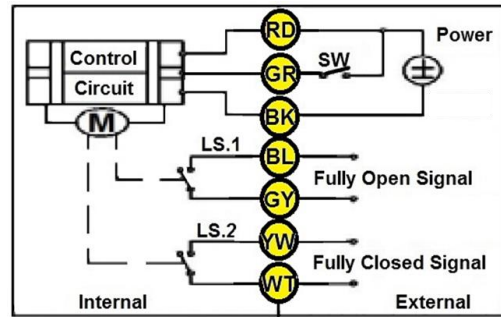 RD
Power
Control
SW
GR
Circuit
BK
M
LS.1
BL
Fully Open Signal
GY
LS.2
YW
Fully Closed Signal
WT
Internal
External